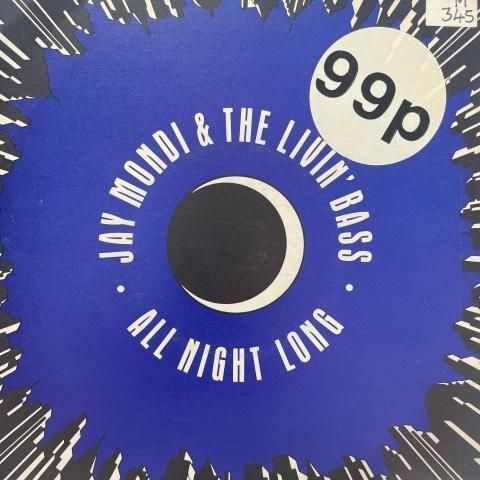 M
345
99p
JAY MONDI & THE LIVIN' BASS
• ALL NIGHT LONG •